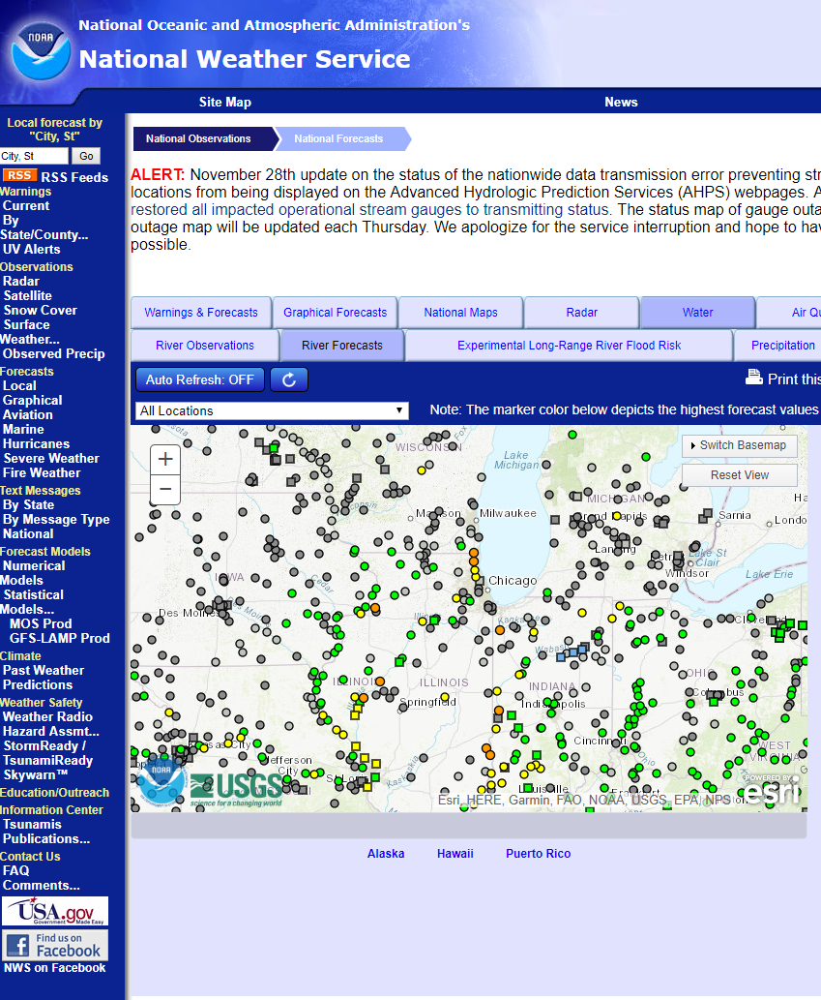 National Oceanic and Atmospheric Administration's
NOAA
National Weather Service
Site Map
News
Local forecast by
"City, St"
City, St
Go
RSS
RSS Feeds
Warnings
Current
By
State/County...
UV Alerts
Observations
Radar
Satellite
Snow Cover
Surface
Weather...
Observed Precip
Forecasts
Local
Graphical
Aviation
Marine
Hurricanes
Severe Weather
Fire Weather
Text Messages
By State
By Message Type
National
Forecast Models
Numerical
Models
Statistical
Models...
MOS Prod
GFS-LAMP Prod
Climate
Past Weather
Predictions
Weather Safety
Weather Radio
Hazard Assmt...
StormReady /
TsunamiReady
Skywarn™
Education/Outreach
Information Center
Tsunamis
Publications...
Contact Us
FAQ
Comments...
USA.gov
Government Made Easy
Find us on
Facebook
NWS on Facebook
National Observations
National Forecasts
ALERT: November 28th update on the status of the nationwide data transmission error preventing str
locations from being displayed on the Advanced Hydrologic Prediction Services (AHPS) webpages. A
restored all impacted operational stream gauges to transmitting status. The status map of gauge outa
outage map will be updated each Thursday. We apologize for the service interruption and hope to hav
possible.
Warnings & Forecasts
Graphical Forecasts
National Maps
Radar
Water
Air Qu
River Observations
River Forecasts
Experimental Long-Range River Flood Risk
Precipitation
Auto Refresh: OFF
Print this
All Locations
Note: The marker color below depicts the highest forecast values
+
−
Switch Basemap
Reset View
WISCONSIN
Fox
Lake
Michigan
MICHIGAN
Milwaukee
Sarnia
Londo
Ha
Lake St
Clair
Windsor
Lake Erie
IOWA
Cedar
Chicago
Kankakee
Des Moines
Wabash
ILLINOIS
ILLINOIS
INDIANA
OHIO
Springfield
Columbus
Cincinnati
Ohio
WEST
VIRGINIA
Jefferson
City
Kaskaskia
NOAA
USGS
science for a changing world
Esri, HERE, Garmin, FAO, NOAA, USGS, EPA, NPS
POWERED BY
esri
Alaska
Hawaii
Puerto Rico